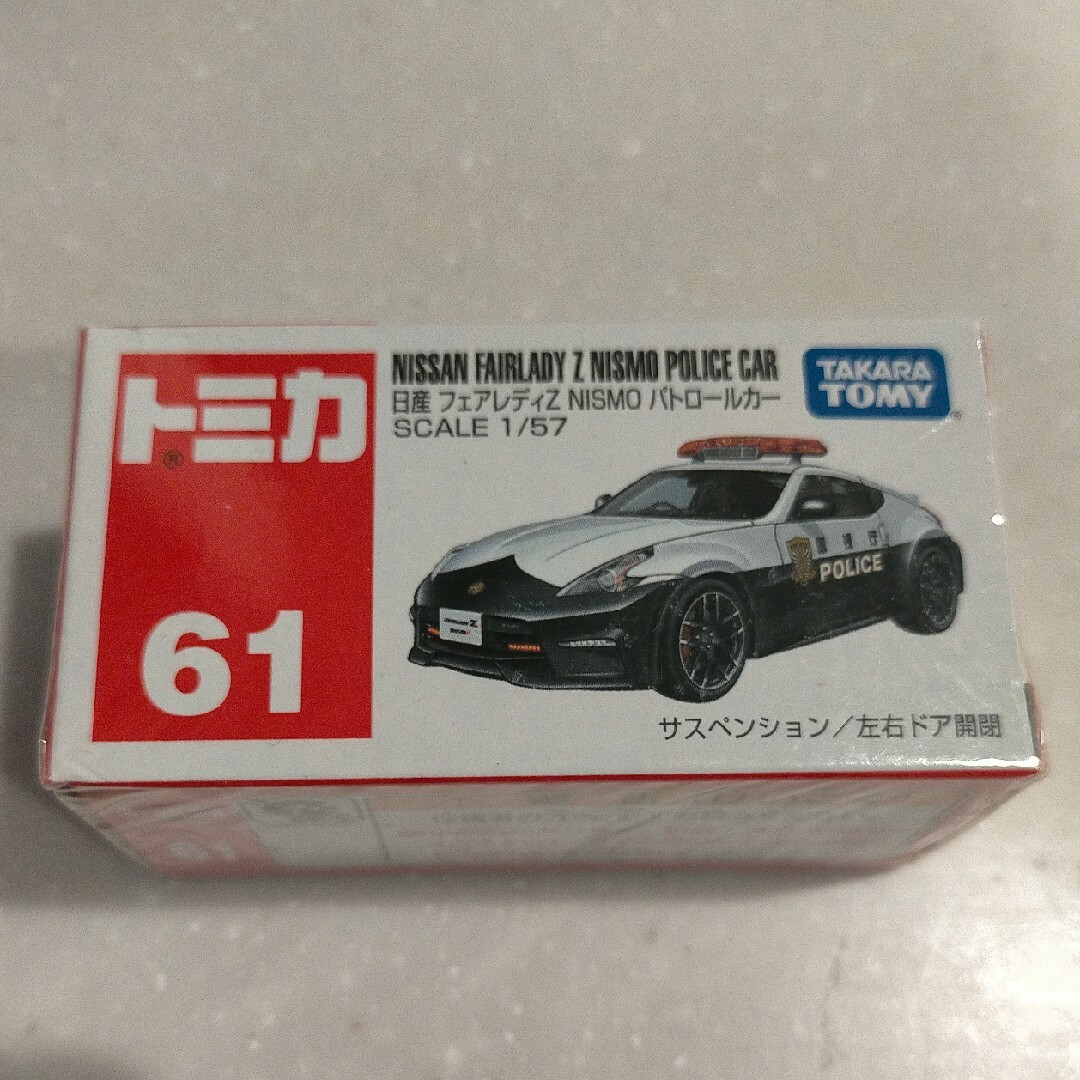 トミカ®
61
NISSAN FAIRLADY Z NISMO POLICE CAR
日産 フェアレディZ NISMO パトロールカー
SCALE 1/57
TAKARA
TOMY®
POLICE
サスペンション/左右ドア開閉
61